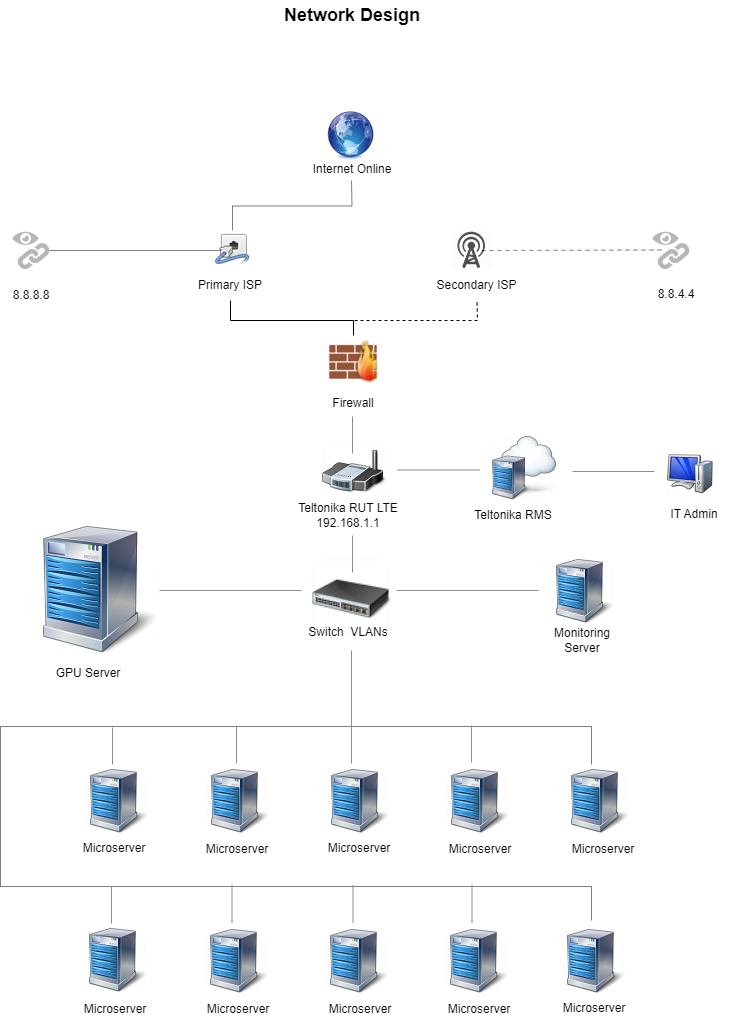 Network Design
Internet Online
Primary ISP
Secondary ISP
8.8.8.8
8.8.4.4
Firewall
Teltonika RUT LTE
192.168.1.1
Teltonika RMS
IT Admin
Switch VLANs
Monitoring
Server
GPU Server
Microserver
Microserver
Microserver
Microserver
Microserver
Microserver
Microserver
Microserver
Microserver
Microserver